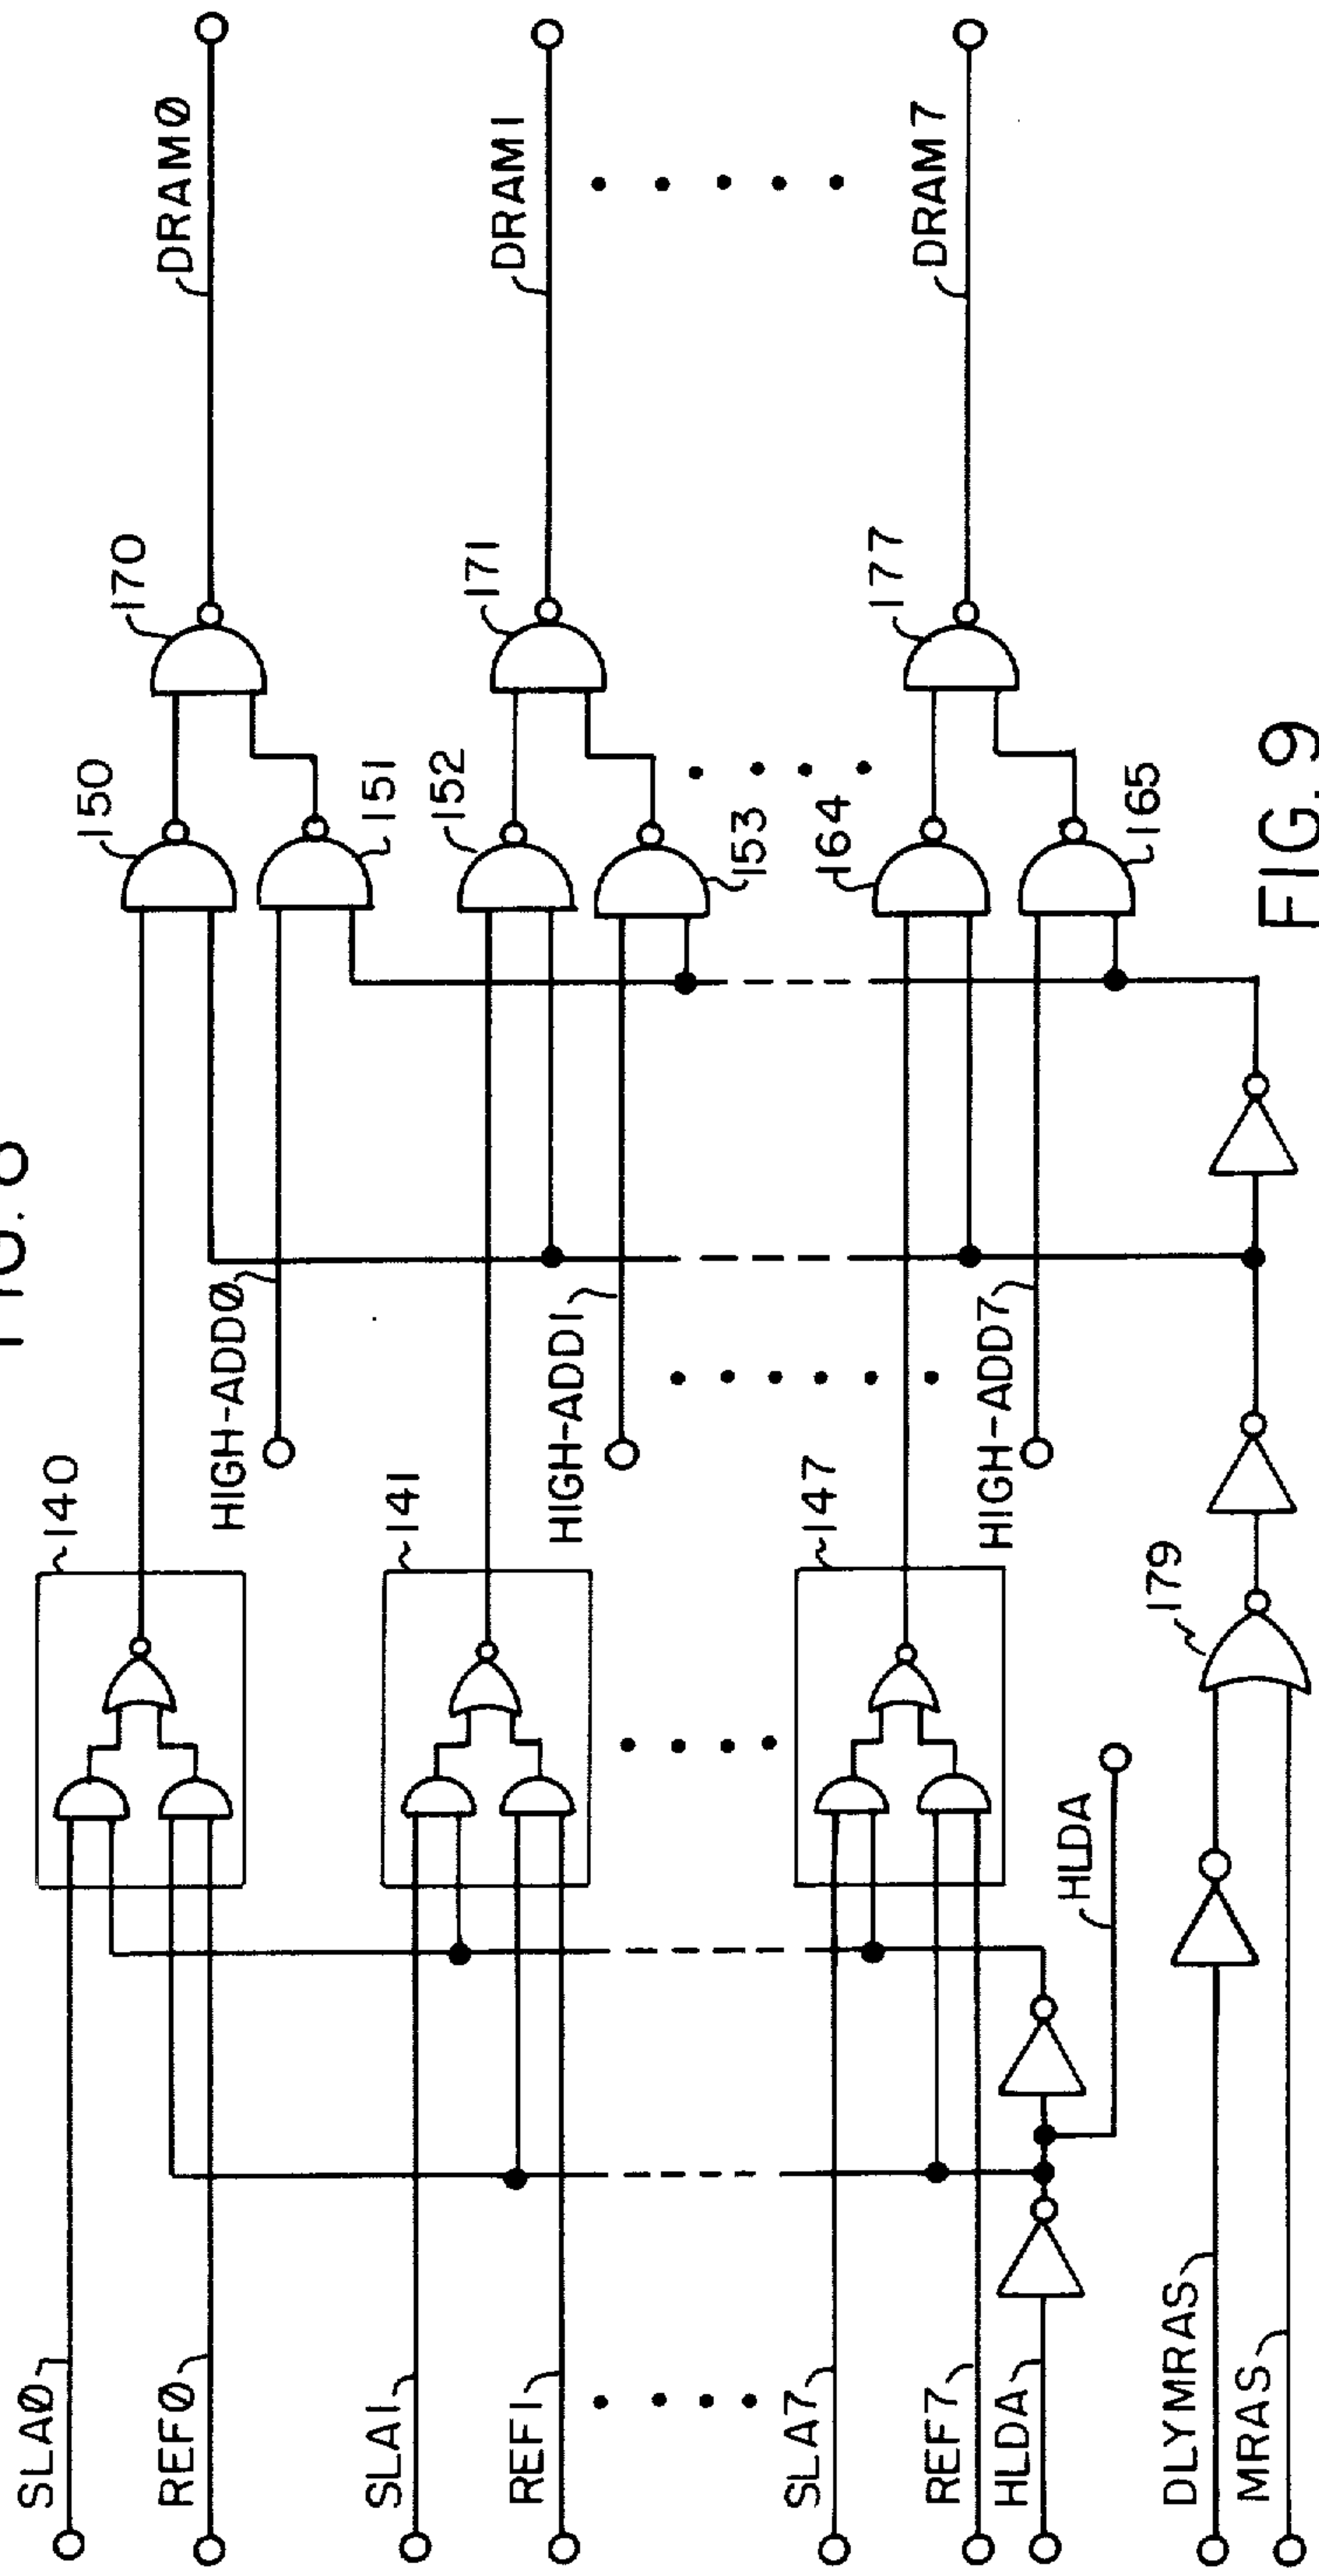 FIG. 8
SLAØ
REFØ
140
HIGH-ADDØ
150
151
170
DRAMØ
SLA1
REF1
141
HIGH-ADD1
152
153
171
DRAM1
SLA7
REF7
147
HIGH-ADD7
164
165
177
DRAM7
HLDA
HLDA
DLYMRAS
MRAS
179
FIG. 9